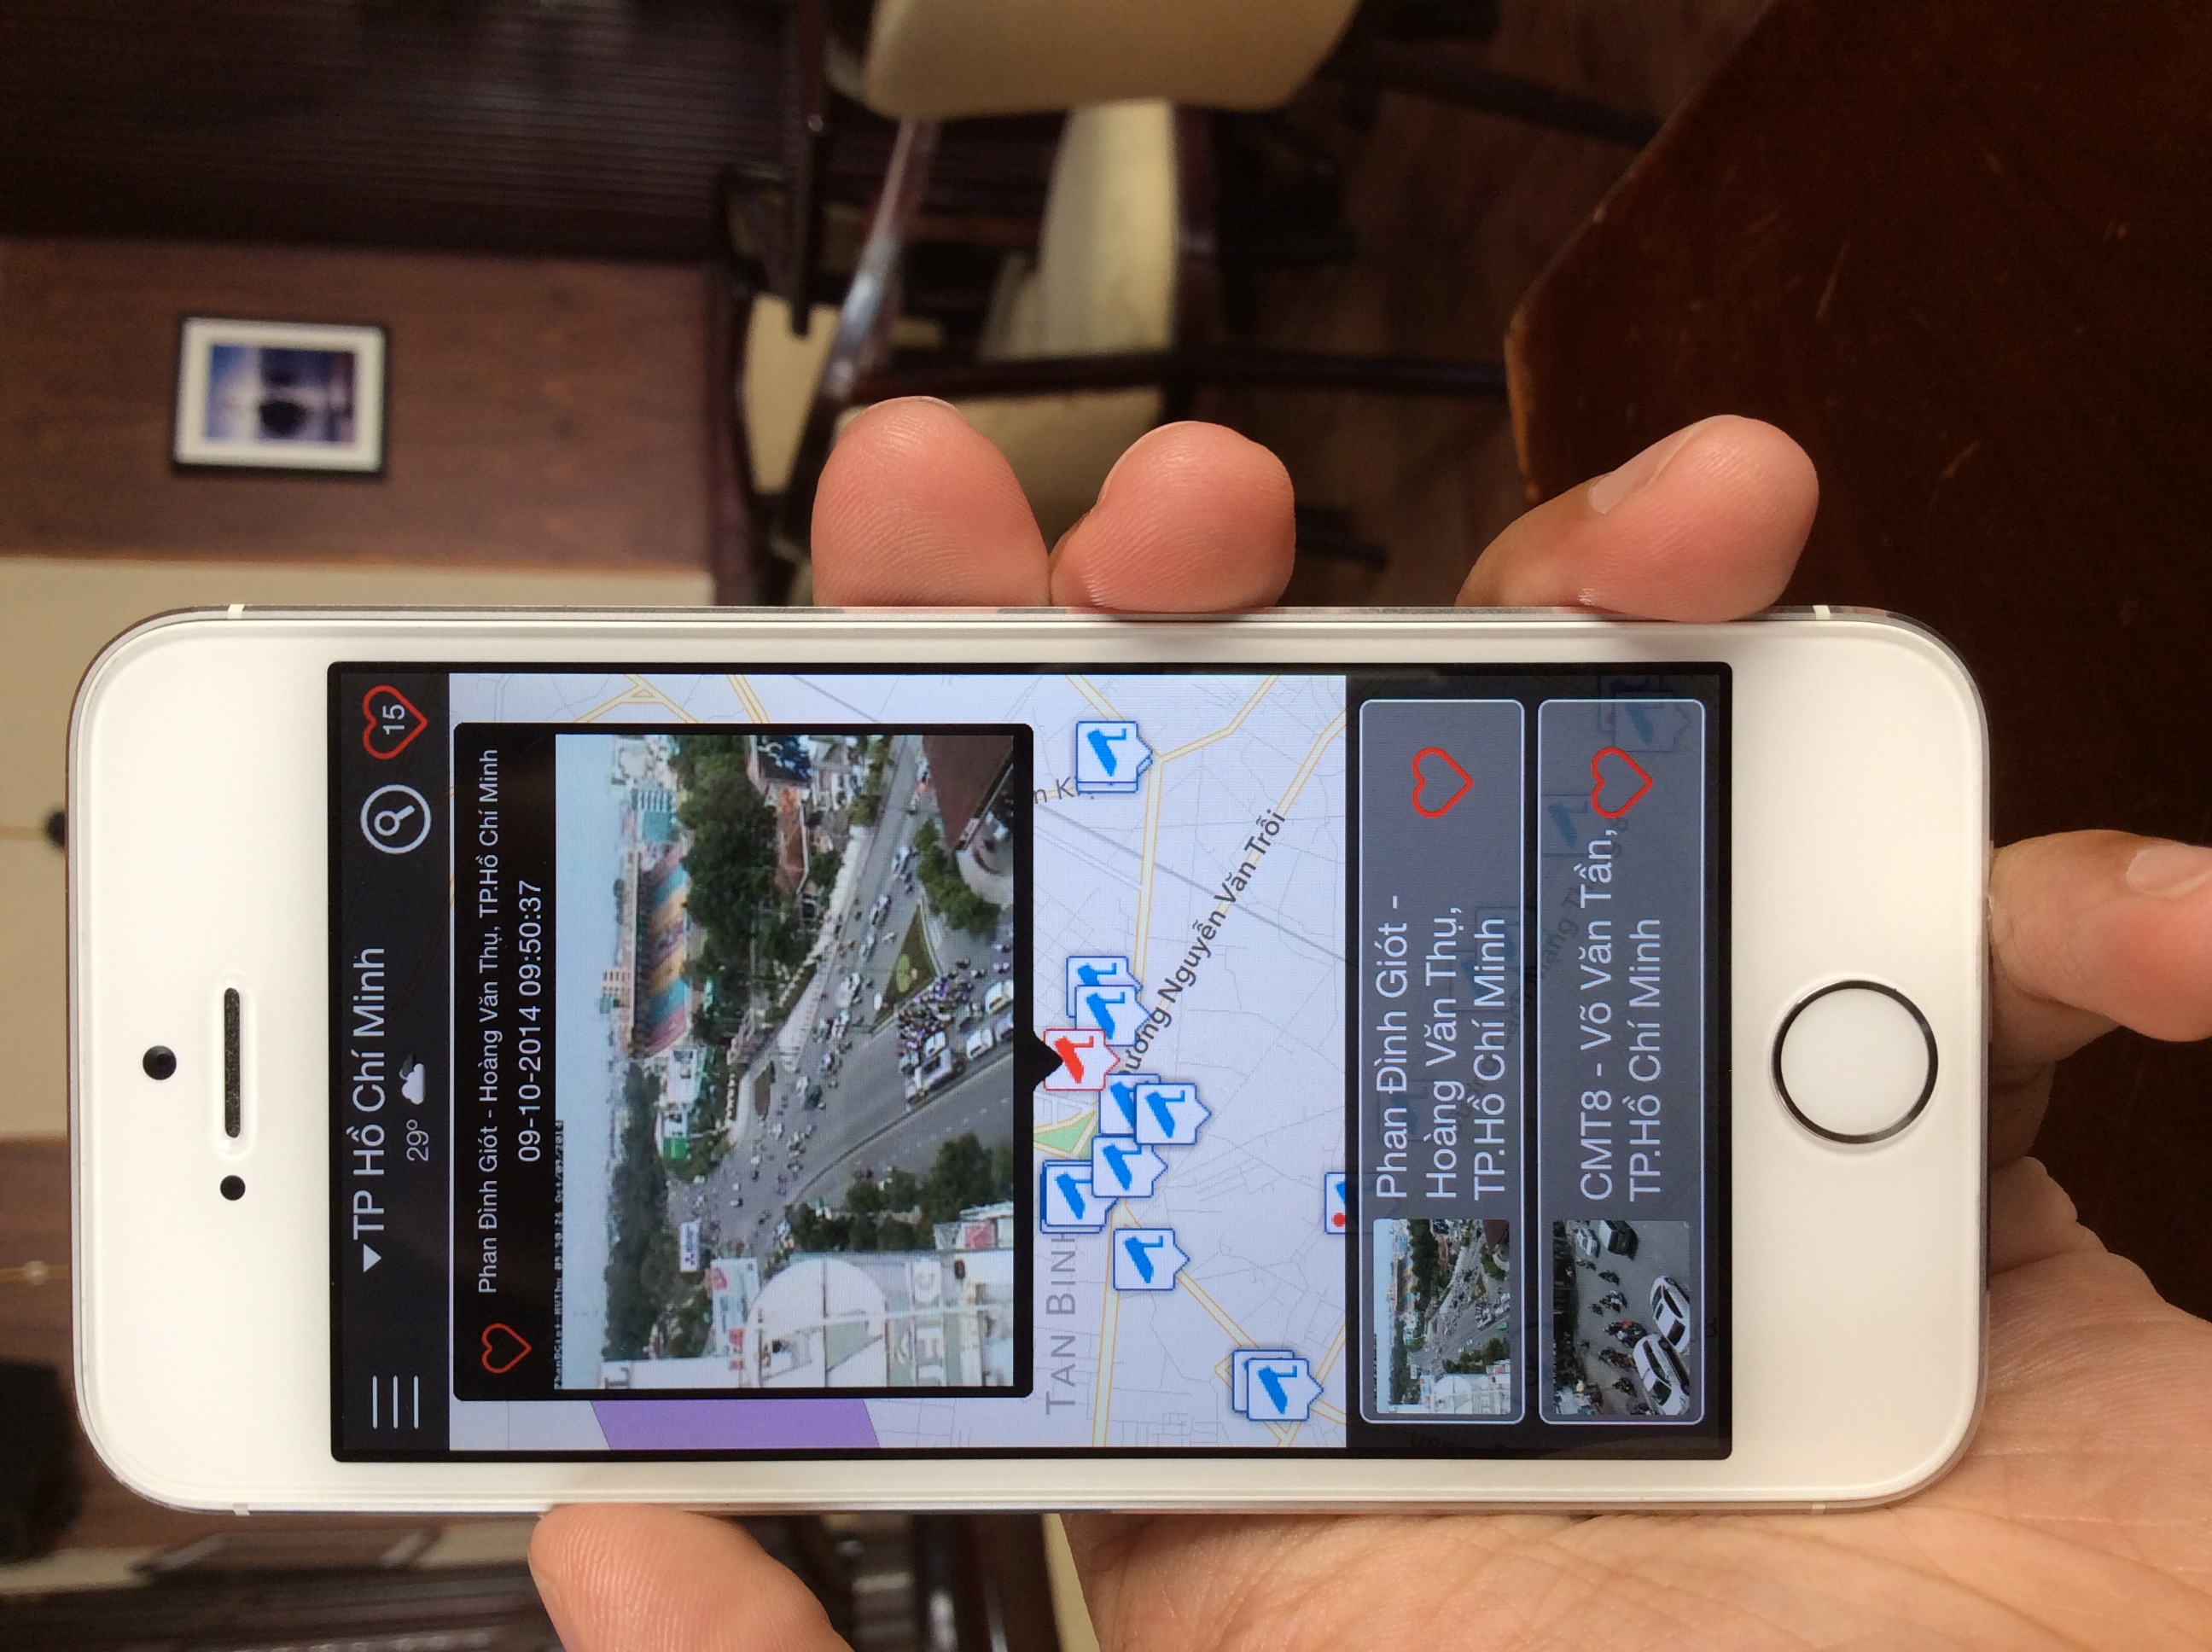 TP Hồ Chí Minh
29°
15
Phan Đình Giót - Hoàng Văn Thụ, TP.Hồ Chí Minh
09-10-2014 09:50:37
TAN BINH
Đường Nguyễn Văn Trỗi
Phan Đình Giót -
Hoàng Văn Thụ,
TP.Hồ Chí Minh
CMT8 - Võ Văn Tần,
TP.Hồ Chí Minh